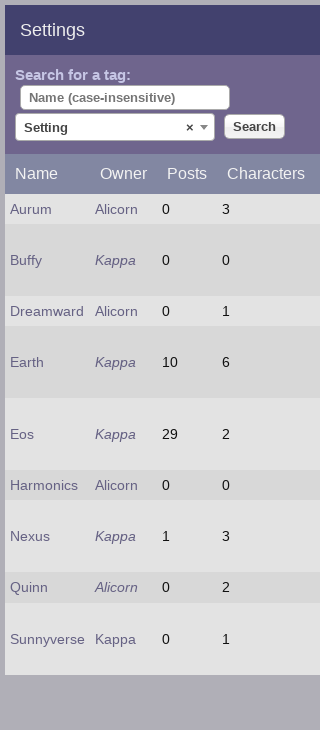 Settings
Search for a tag:
Name (case-insensitive)
Setting × Search
Name Owner Posts Characters
Aurum Alicorn 0 3
Buffy Kappa 0 0
Dreamward Alicorn 0 1
Earth Kappa 10 6
Eos Kappa 29 2
Harmonics Alicorn 0 0
Nexus Kappa 1 3
Quinn Alicorn 0 2
Sunnyverse Kappa 0 1